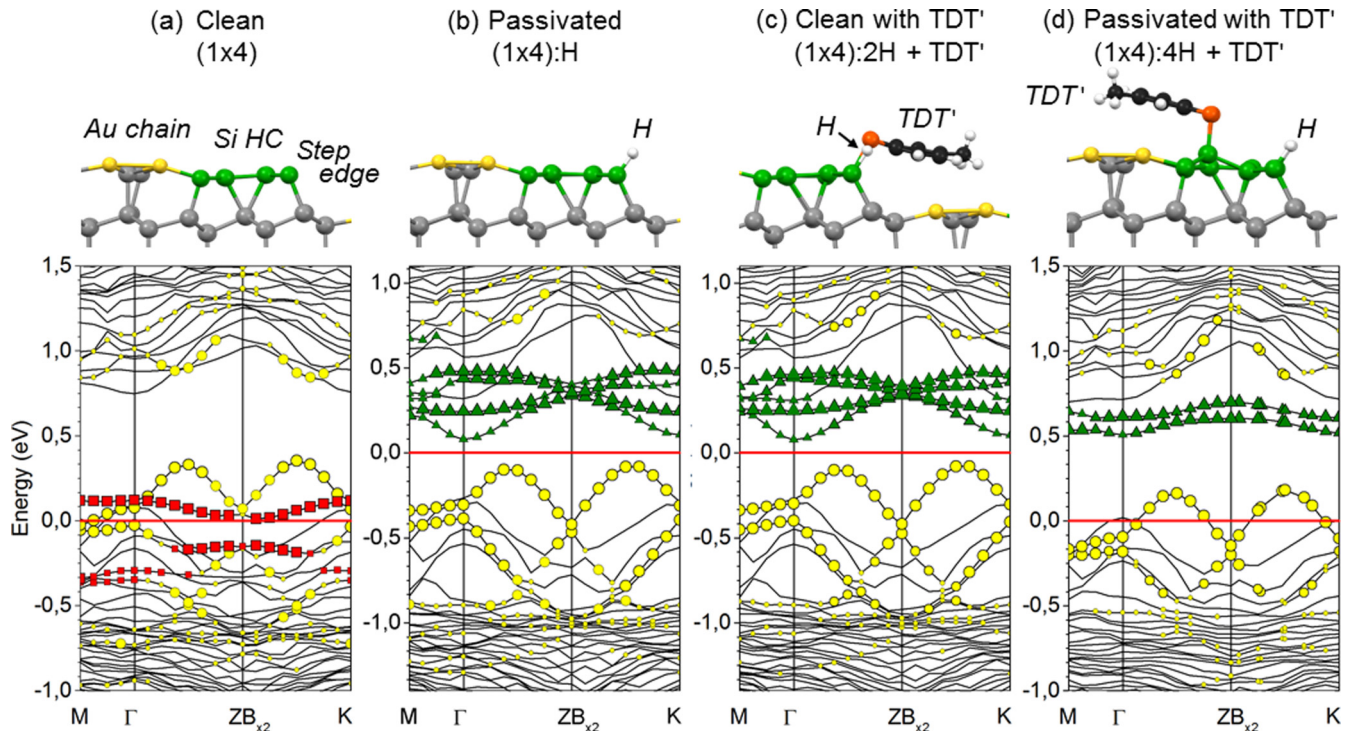 (a) Clean
(1x4)
(b) Passivated
(1x4):H
(c) Clean with TDT'
(1x4):2H + TDT'
(d) Passivated with TDT'
(1x4):4H + TDT'
Au chain
Si HC
Step
edge
H
H
TDT'
TDT'
H
Energy (eV)
1,5
1,0
0,5
0,0
-0,5
-1,0
1,0
0,5
0,0
-0,5
-1,0
1,0
0,5
0,0
-0,5
-1,0
1,5
1,0
0,5
0,0
-0,5
-1,0
M Γ ZBx2 K
M Γ ZBx2 K
M Γ ZBx2 K
M Γ ZBx2 K